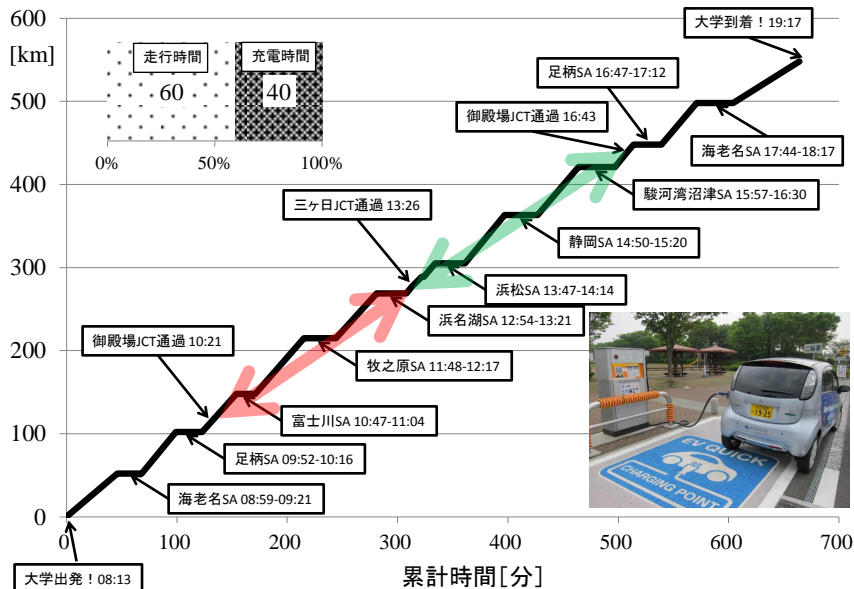 600
[km]
500
400
300
200
100
0
0
100
200
300
400
500
600
700
累計時間[分]
走行時間
充電時間
60
40
0%
50%
100%
大学出発！08:13
海老名SA 08:59-09:21
足柄SA 09:52-10:16
御殿場JCT通過 10:21
富士川SA 10:47-11:04
牧之原SA 11:48-12:17
浜名湖SA 12:54-13:21
三ヶ日JCT通過 13:26
浜松SA 13:47-14:14
静岡SA 14:50-15:20
駿河湾沼津SA 15:57-16:30
御殿場JCT通過 16:43
足柄SA 16:47-17:12
海老名SA 17:44-18:17
大学到着！19:17
EV QUICK
CHARGING POINT
19-25